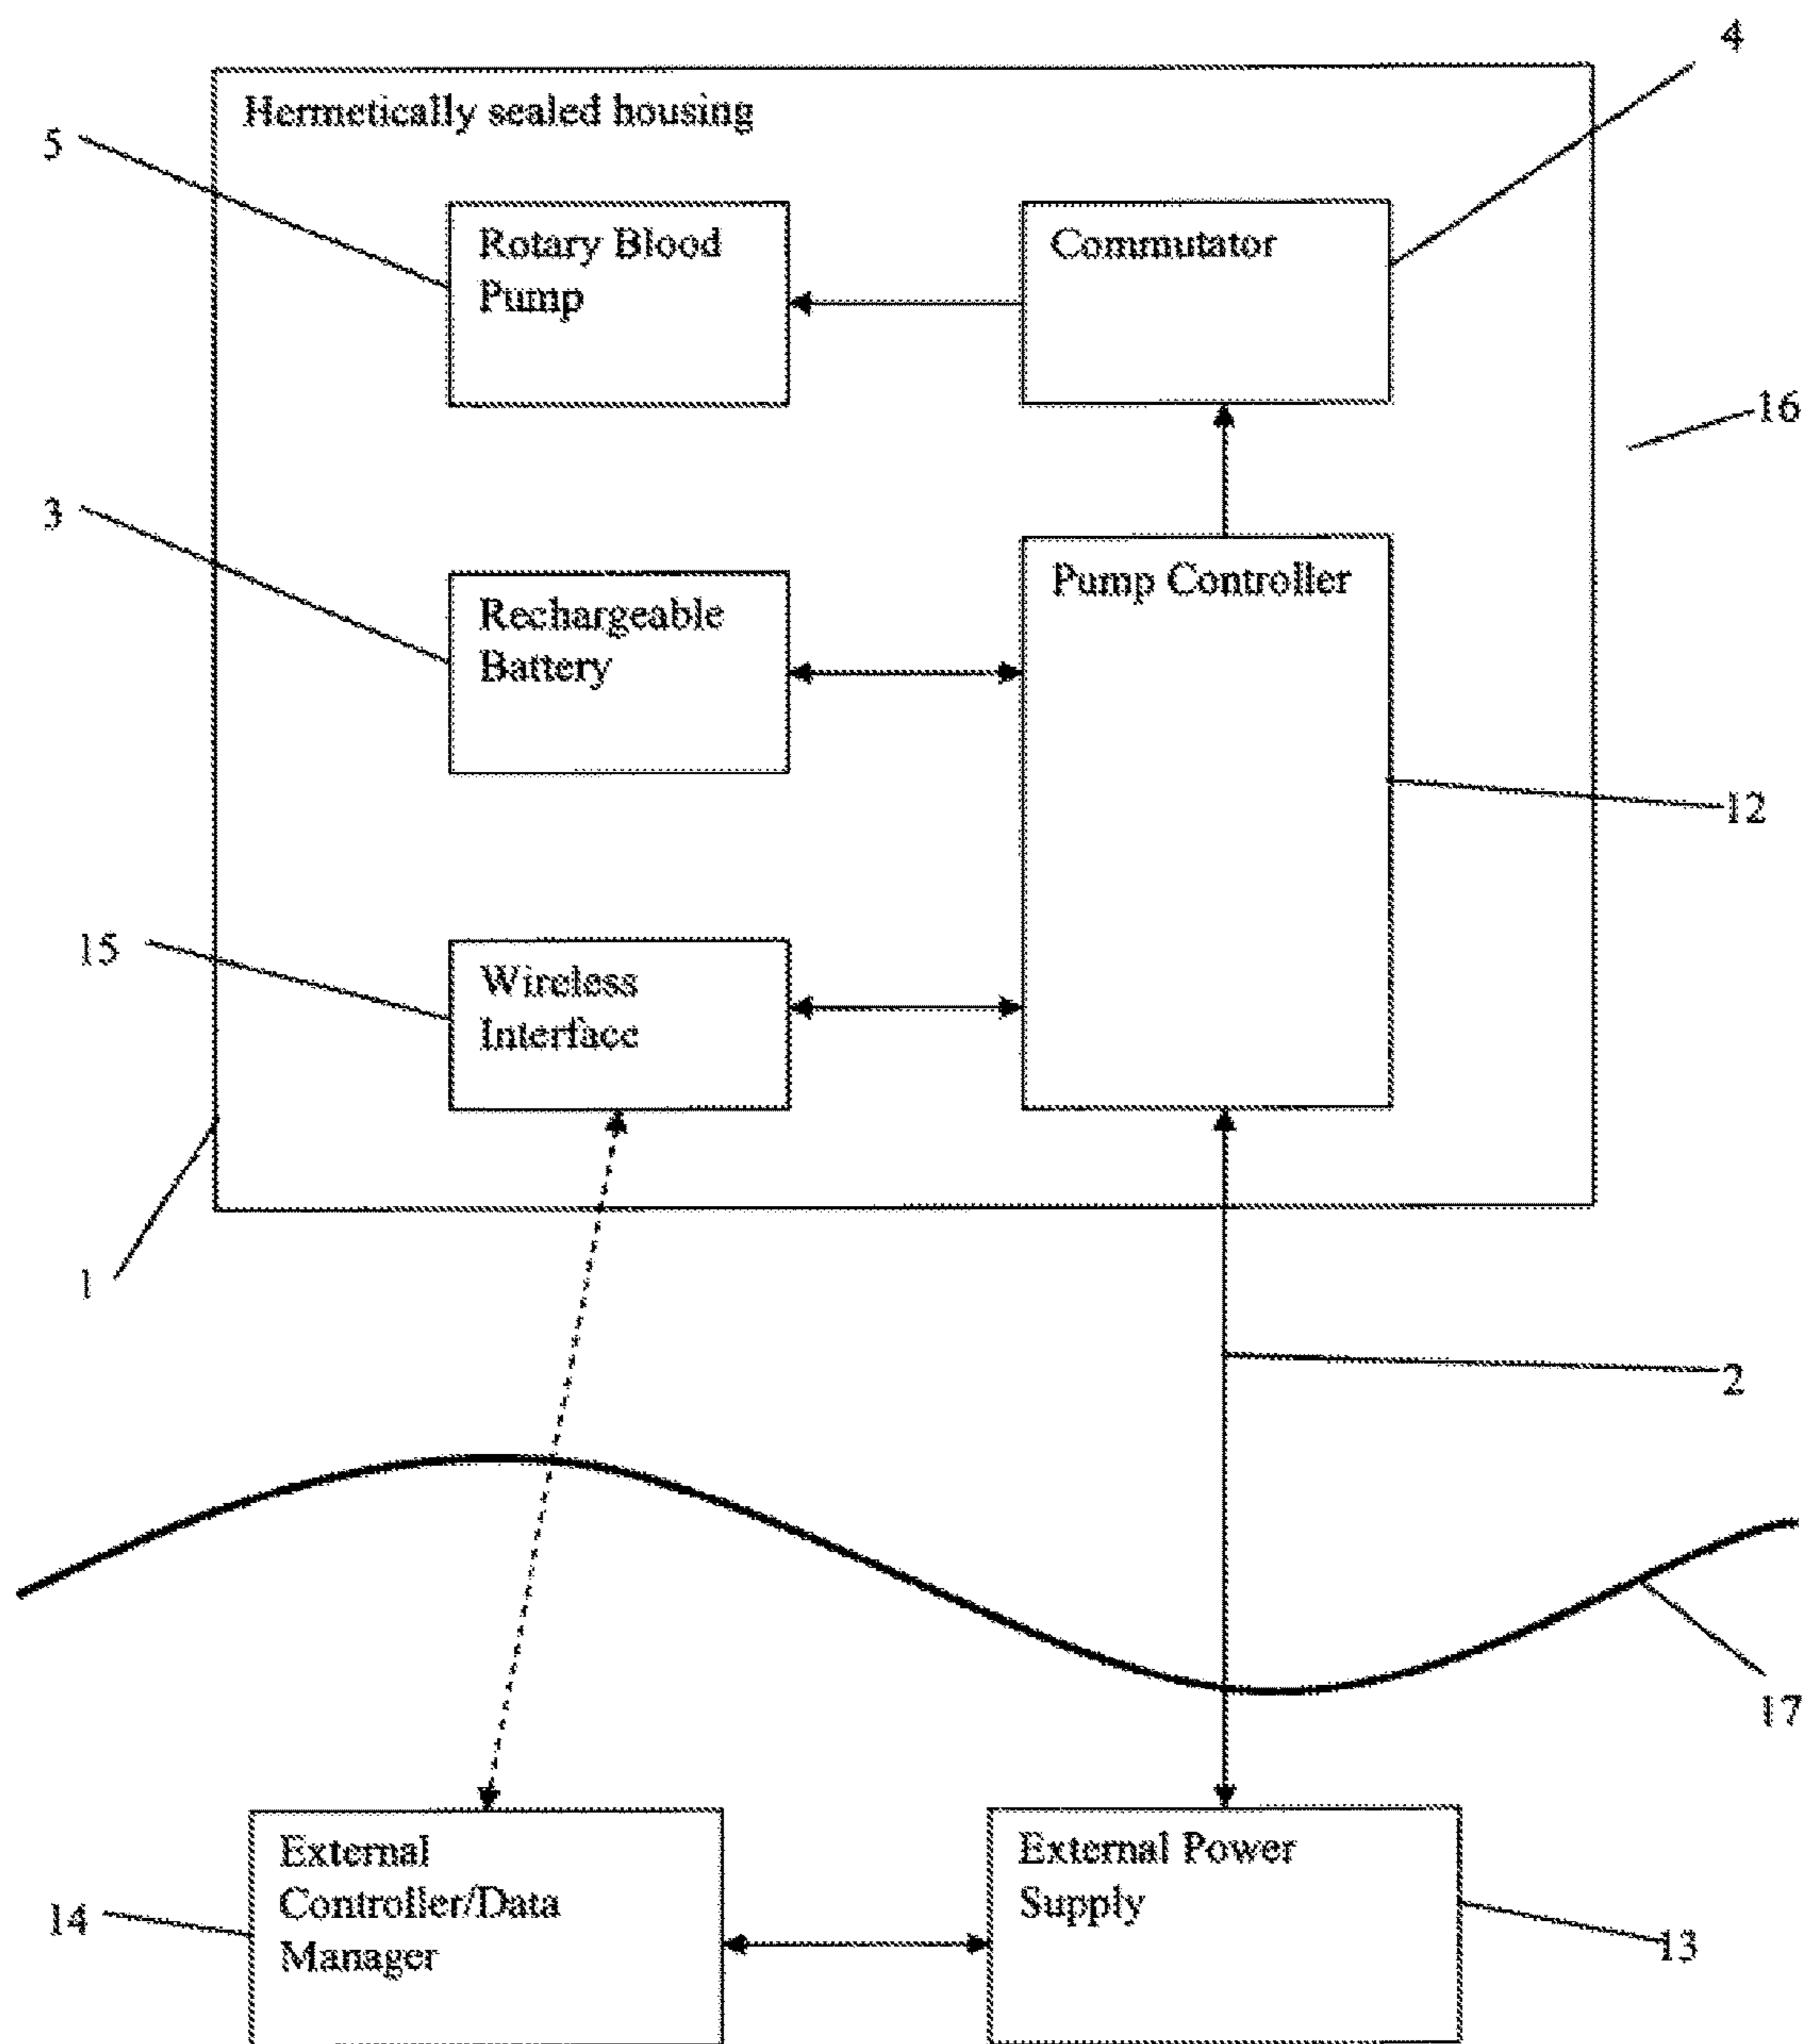 4
Hermetically sealed housing
5
Rotary Blood
Pump
Commutator
16
3
Rechargeable
Battery
Pump Controller
12
15
Wireless
Interface
1
2
17
External
Controller/Data
Manager
External Power
Supply
14
13